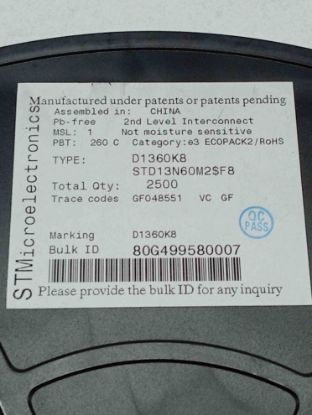 STMicroelectronics
Manufactured under patents or patents pending
Assembled in: CHINA
Pb-free 2nd Level Interconnect
MSL: 1 Not moisture sensitive
PBT: 260 C Category:e3 ECOPACK2/RoHS
TYPE: D1360K8
STD13N60M2$F8
Total Qty: 2500
Trace codes GF048551 VC GF
QC
PASS
Marking D1360K8
Bulk ID 80G499580007
Please provide the bulk ID for any inquiry